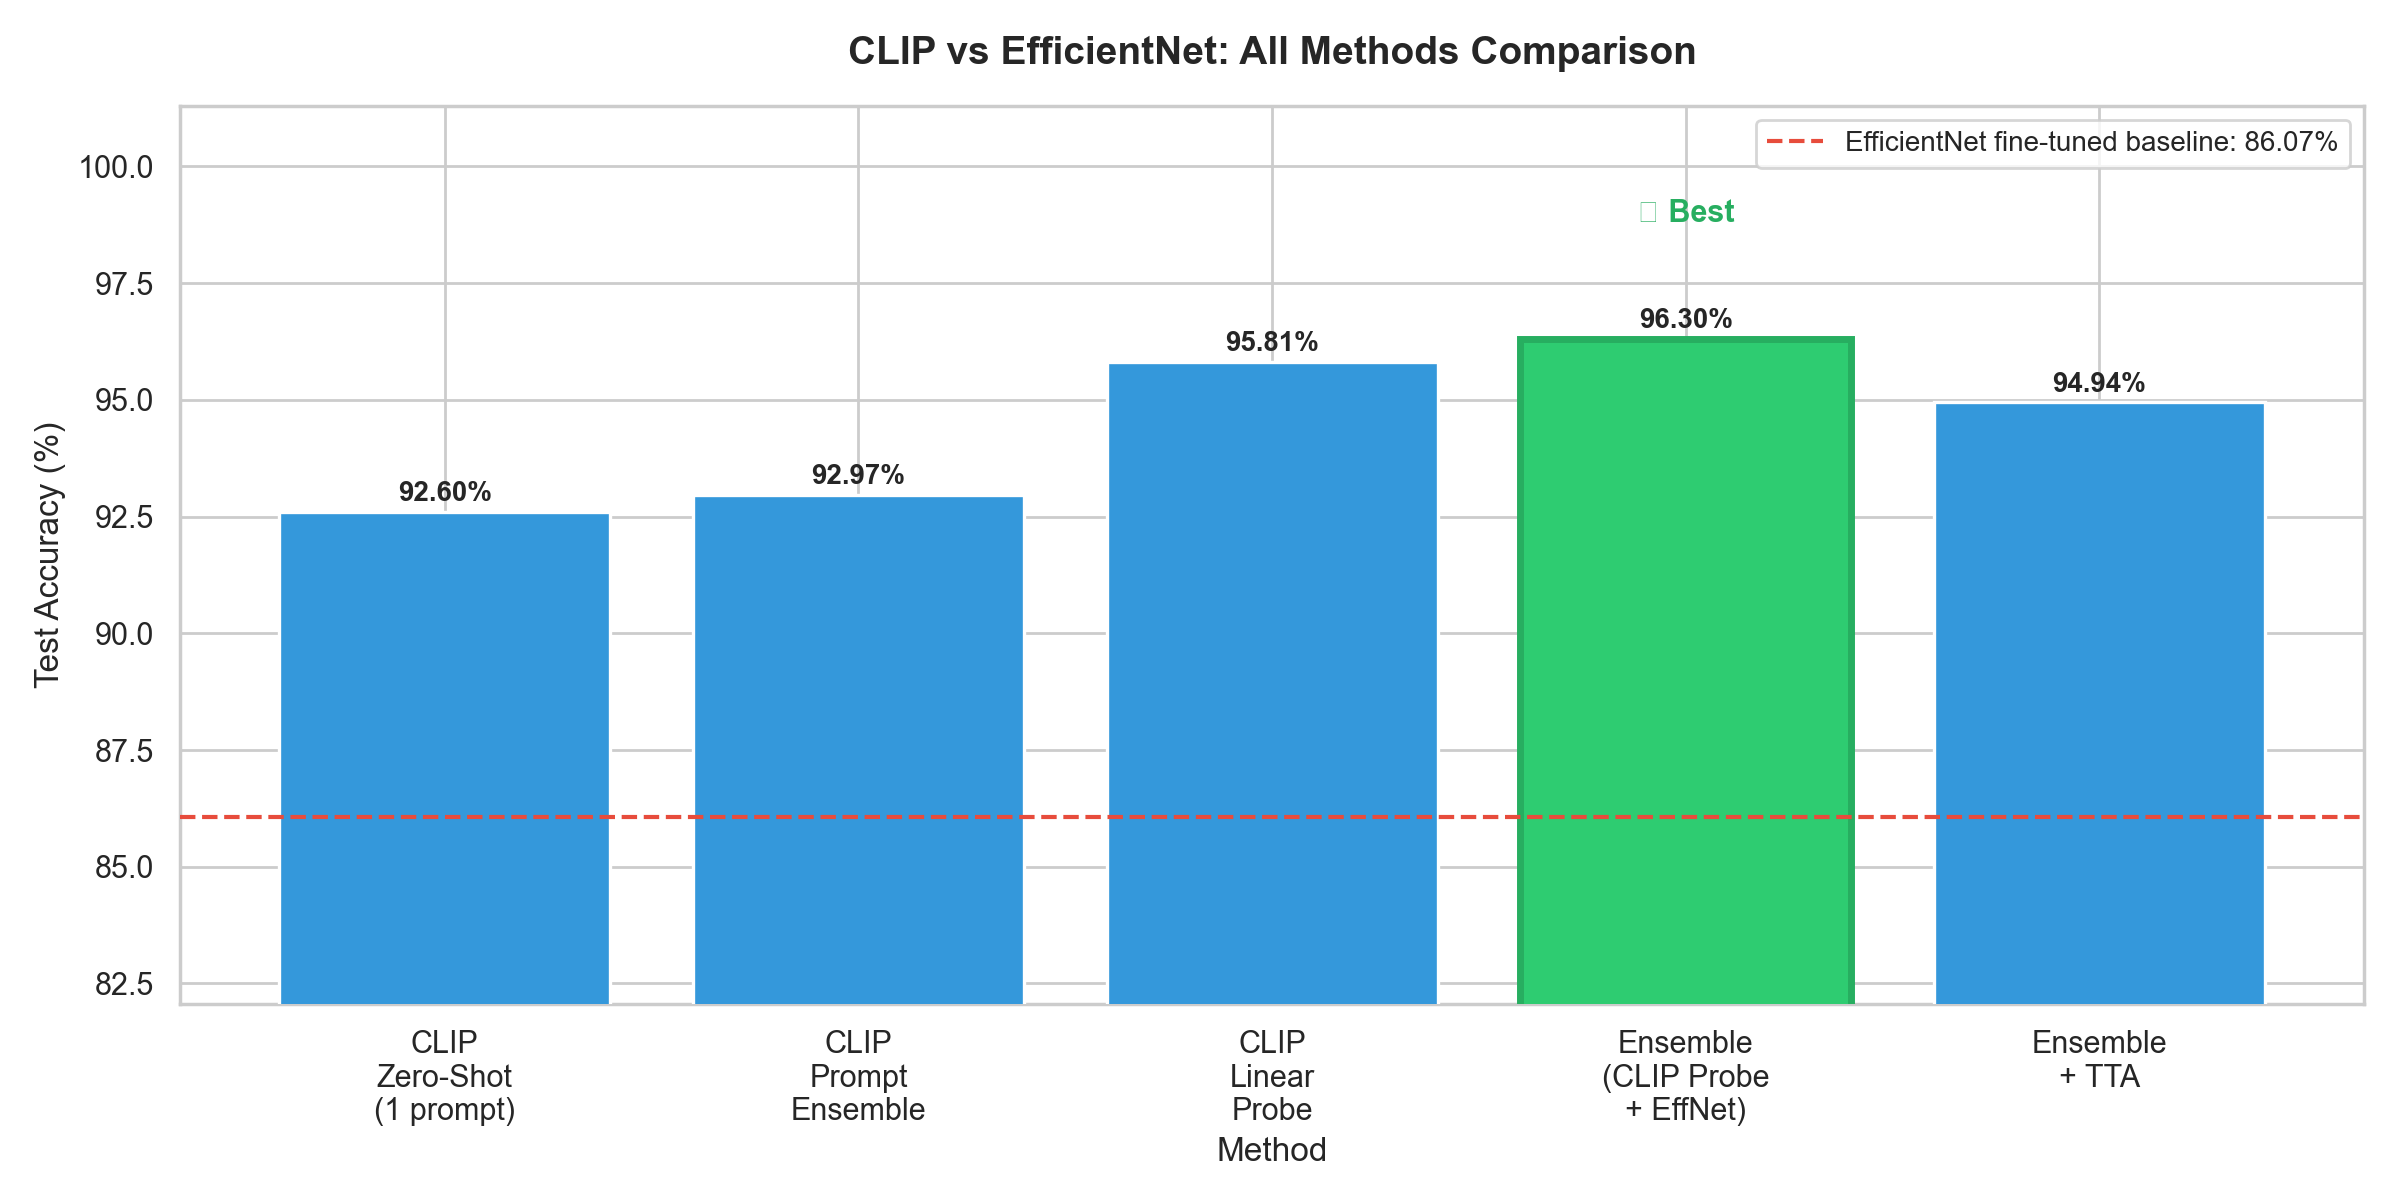 CLIP vs EfficientNet: All Methods Comparison
EfficientNet fine-tuned baseline: 86.07%
Best
100.0
97.5
95.0
92.5
90.0
87.5
85.0
82.5
Test Accuracy (%)
92.60%
92.97%
95.81%
96.30%
94.94%
CLIP
Zero-Shot
(1 prompt)
CLIP
Prompt
Ensemble
CLIP
Linear
Probe
Ensemble
(CLIP Probe
+ EffNet)
Ensemble
+ TTA
Method